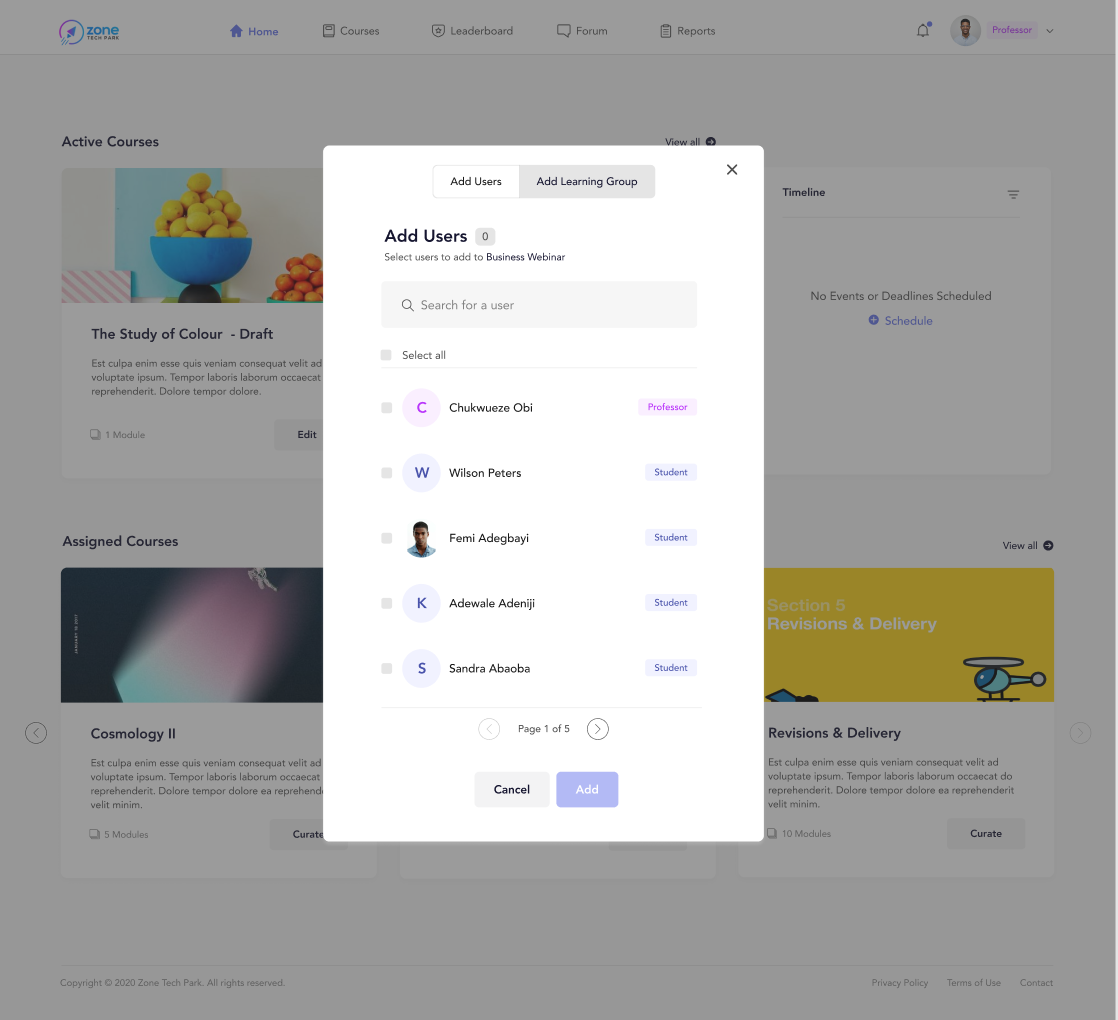 zone
TECH PARK
Home
Courses
Leaderboard
Forum
Reports
Professor
Active Courses
View all
Add Users
Add Learning Group
Timeline
Add Users 0
Select users to add to Business Webinar
Search for a user
Select all
C Chukwueze Obi Professor
W Wilson Peters Student
Femi Adegbayi Student
K Adewale Adeniji Student
S Sandra Abaoba Student
Page 1 of 5
Cancel
Add
The Study of Colour - Draft
Est culpa enim esse quis veniam consequat velit ad
voluptate ipsum. Tempor laboris laborum occaecat
reprehenderit. Dolore tempor dolore.
1 Module
Edit
No Events or Deadlines Scheduled
Schedule
Assigned Courses
View all
JANUARY 18 2017
Cosmology II
Est culpa enim esse quis veniam consequat velit ad
voluptate ipsum. Tempor laboris laborum occaecat
reprehenderit. Dolore tempor dolore ea reprehende
velit minim.
5 Modules
Curate
Section 5
Revisions & Delivery
Revisions & Delivery
Est culpa enim esse quis veniam consequat velit ad
voluptate ipsum. Tempor laboris laborum occaecat do
reprehenderit. Dolore tempor dolore ea reprehenderit
velit minim.
10 Modules
Curate
Copyright © 2020 Zone Tech Park. All rights reserved.
Privacy Policy
Terms of Use
Contact